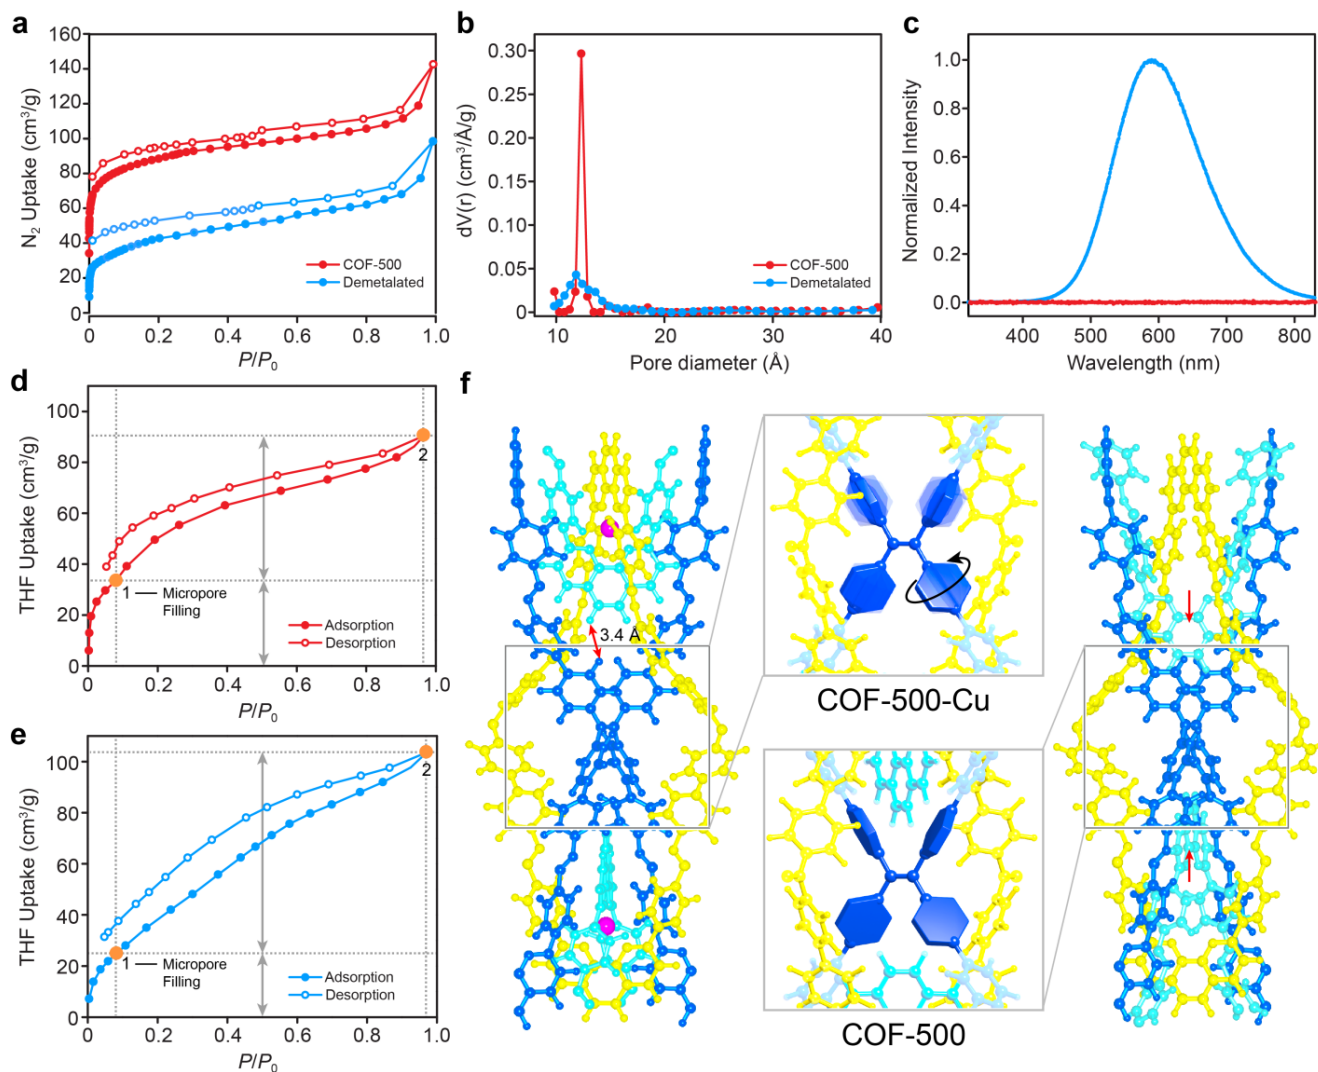 a
160
140
120
100
80
60
40
20
0
N₂ Uptake (cm³/g)
COF-500
Demetalated
0
0.2
0.4
0.6
0.8
1.0
P/P₀
b
0.30
0.25
0.20
0.15
0.10
0.05
0
dV(r) (cm³/Å/g)
COF-500
Demetalated
10
20
30
40
Pore diameter (Å)
c
1.0
0.8
0.6
0.4
0.2
0.0
Normalized Intensity
400
500
600
700
800
Wavelength (nm)
d
100
80
60
40
20
0
THF Uptake (cm³/g)
2
1 — Micropore
Filling
Adsorption
Desorption
0
0.2
0.4
0.6
0.8
1.0
P/P₀
e
100
80
60
40
20
0
THF Uptake (cm³/g)
2
1 — Micropore
Filling
Adsorption
Desorption
0
0.2
0.4
0.6
0.8
1.0
P/P₀
f
3.4 Å
COF-500-Cu
COF-500